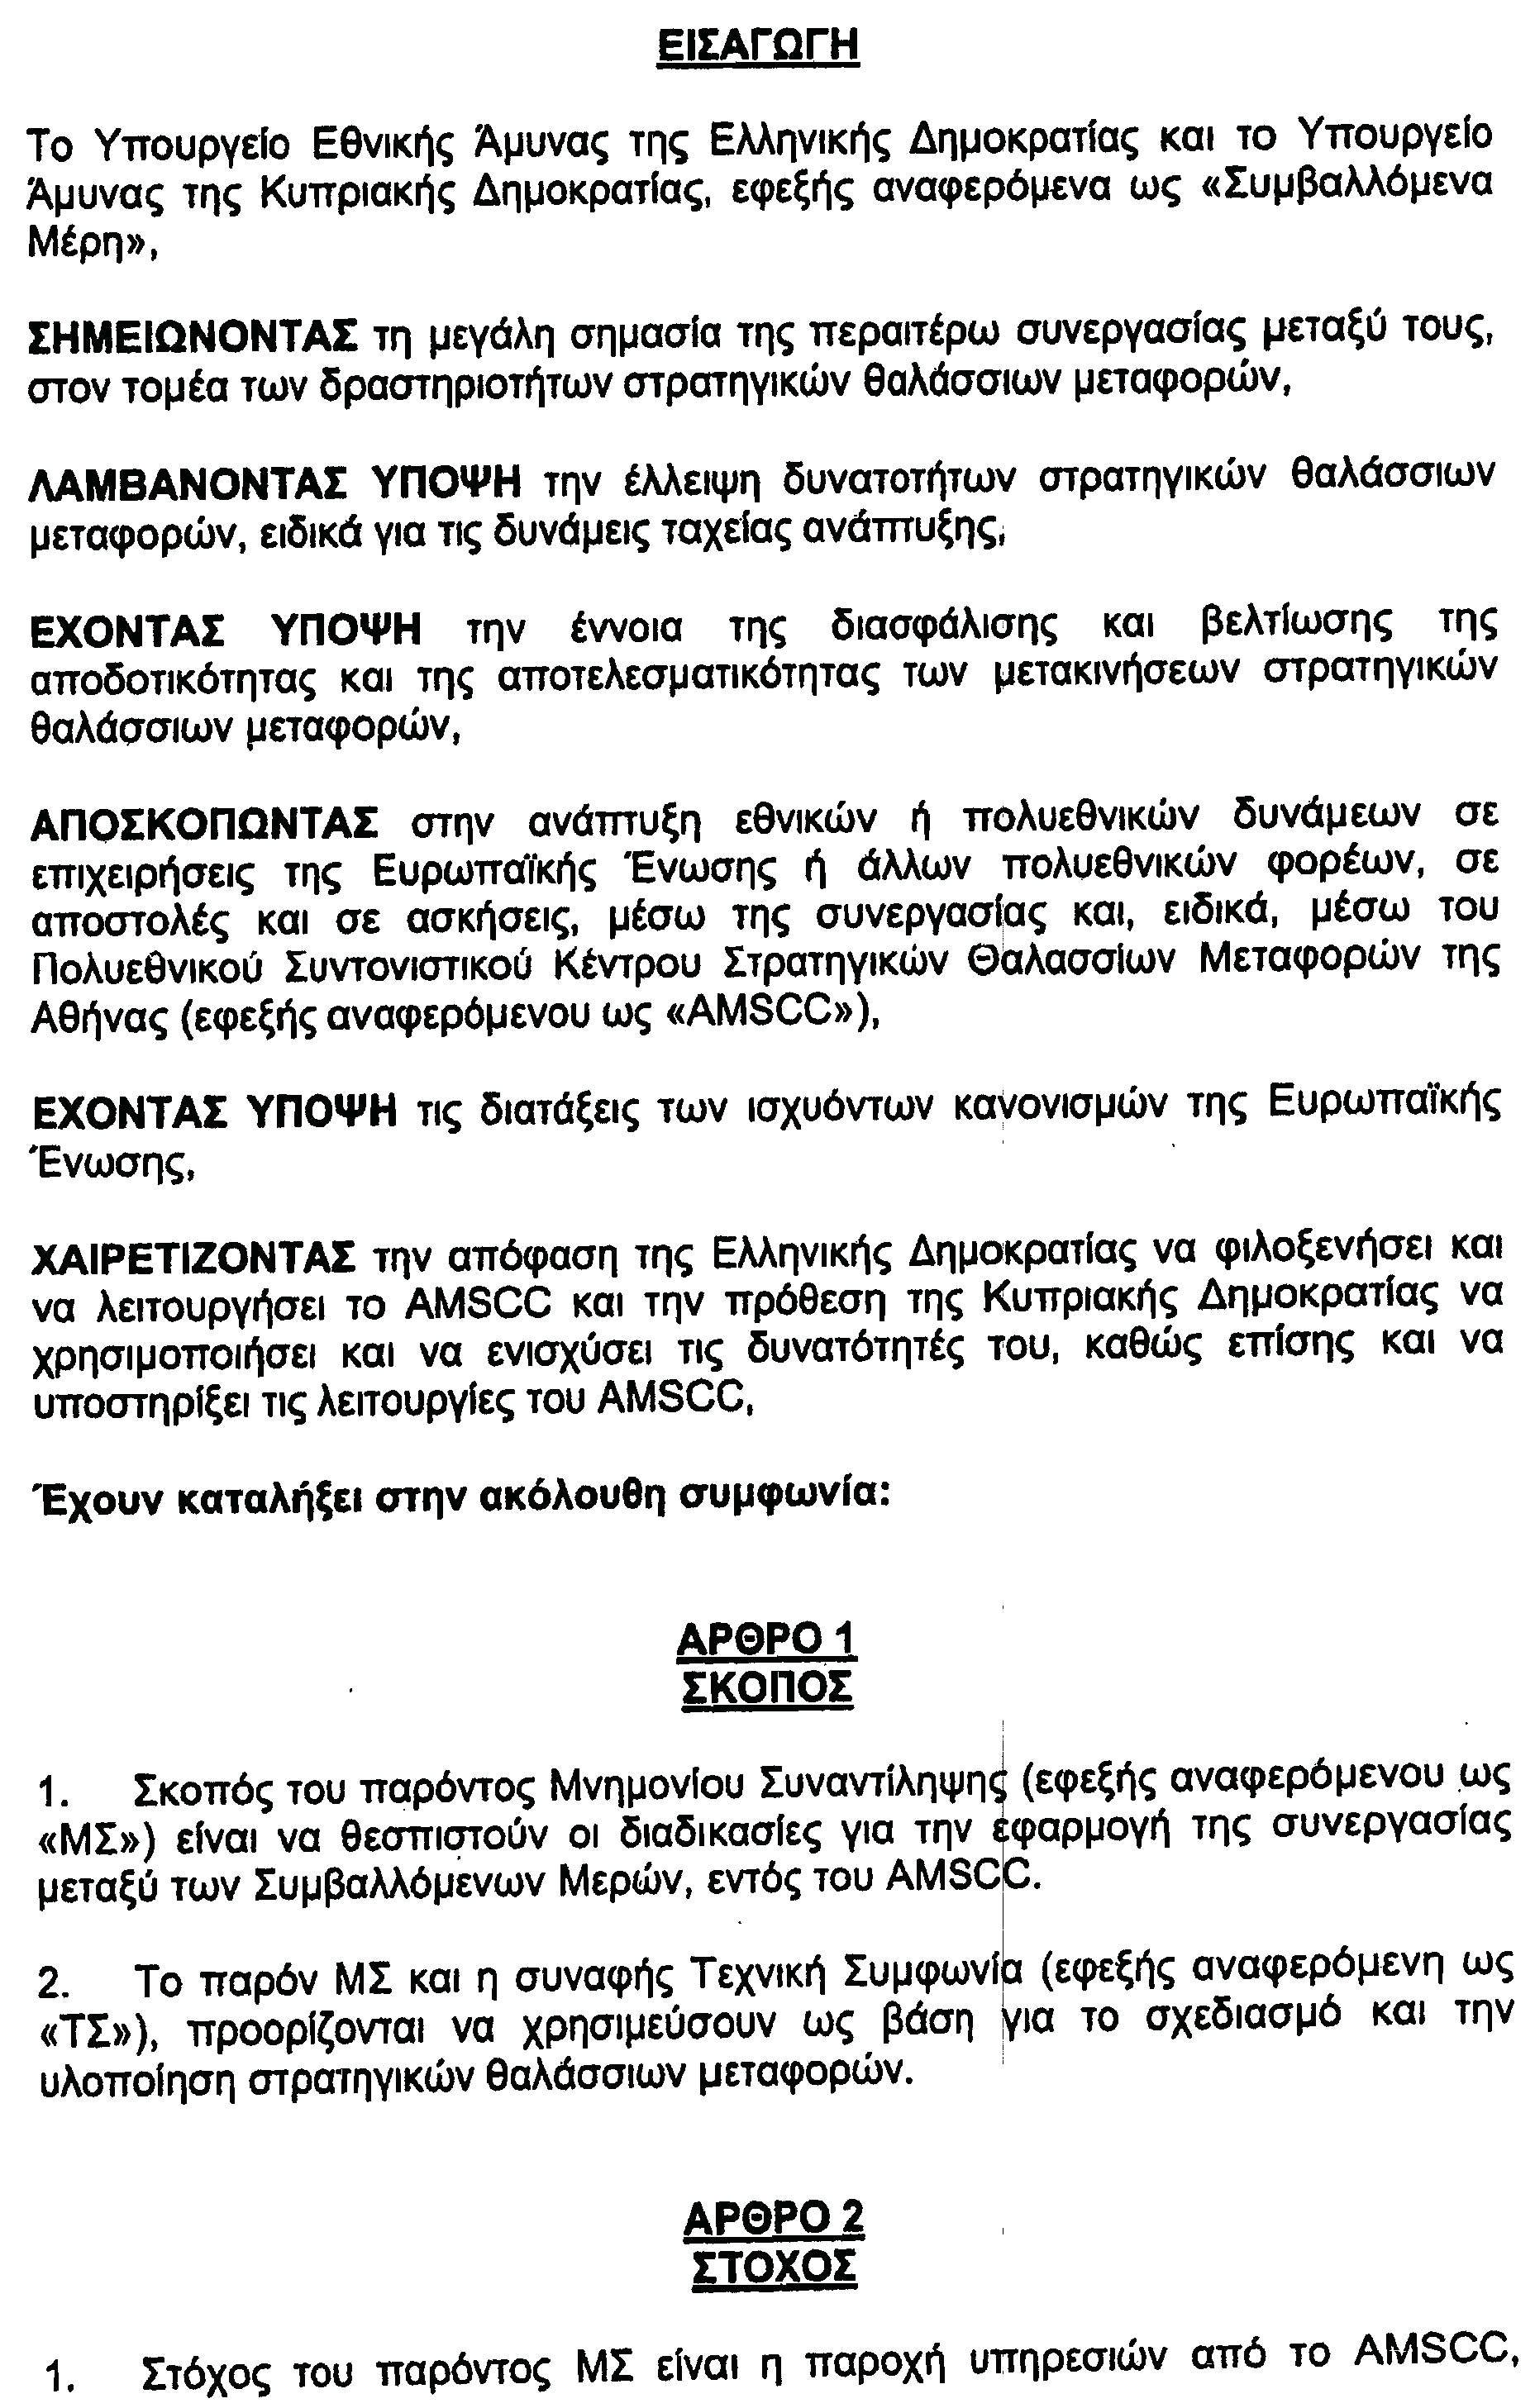 ΕΙΣΑΓΩΓΗ
Το Υπουργείο Εθνικής Άμυνας της Ελληνικής Δημοκρατίας και το Υπουργείο
Άμυνας της Κυπριακής Δημοκρατίας, εφεξής αναφερόμενα ως «Συμβαλλόμενα
Μέρη»,
ΣΗΜΕΙΩΝΟΝΤΑΣ τη μεγάλη σημασία της περαιτέρω συνεργασίας μεταξύ τους,
στον τομέα των δραστηριοτήτων στρατηγικών θαλάσσιων μεταφορών,
ΛΑΜΒΑΝΟΝΤΑΣ ΥΠΟΨΗ την έλλειψη δυνατοτήτων στρατηγικών θαλάσσιων
μεταφορών, ειδικά για τις δυνάμεις ταχείας ανάπτυξης,
ΕΧΟΝΤΑΣ ΥΠΟΨΗ την έννοια της διασφάλισης και βελτίωσης της
αποδοτικότητας και της αποτελεσματικότητας των μετακινήσεων στρατηγικών
θαλάσσιων μεταφορών,
ΑΠΟΣΚΟΠΩΝΤΑΣ στην ανάπτυξη εθνικών ή πολυεθνικών δυνάμεων σε
επιχειρήσεις της Ευρωπαϊκής Ένωσης ή άλλων πολυεθνικών φορέων, σε
αποστολές και σε ασκήσεις, μέσω της συνεργασίας και, ειδικά, μέσω του
Πολυεθνικού Συντονιστικού Κέντρου Στρατηγικών Θαλασσίων Μεταφορών της
Αθήνας (εφεξής αναφερόμενου ως «AMSCC»),
ΕΧΟΝΤΑΣ ΥΠΟΨΗ τις διατάξεις των ισχυόντων κανονισμών της Ευρωπαϊκής
Ένωσης,
ΧΑΙΡΕΤΙΖΟΝΤΑΣ την απόφαση της Ελληνικής Δημοκρατίας να φιλοξενήσει και
να λειτουργήσει το AMSCC και την πρόθεση της Κυπριακής Δημοκρατίας να
χρησιμοποιήσει και να ενισχύσει τις δυνατότητές του, καθώς επίσης και να
υποστηρίξει τις λειτουργίες του AMSCC,
Έχουν καταλήξει στην ακόλουθη συμφωνία:
ΑΡΘΡΟ 1
ΣΚΟΠΟΣ
1. Σκοπός του παρόντος Μνημονίου Συναντίληψης (εφεξής αναφερόμενου ως
«ΜΣ») είναι να θεσπιστούν οι διαδικασίες για την εφαρμογή της συνεργασίας
μεταξύ των Συμβαλλόμενων Μερών, εντός του AMSCC.
2. Το παρόν ΜΣ και η συναφής Τεχνική Συμφωνία (εφεξής αναφερόμενη ως
«ΤΣ»), προορίζονται να χρησιμεύσουν ως βάση για το σχεδιασμό και την
υλοποίηση στρατηγικών θαλάσσιων μεταφορών.
ΑΡΘΡΟ 2
ΣΤΟΧΟΣ
1. Στόχος του παρόντος ΜΣ είναι η παροχή υπηρεσιών από το AMSCC,